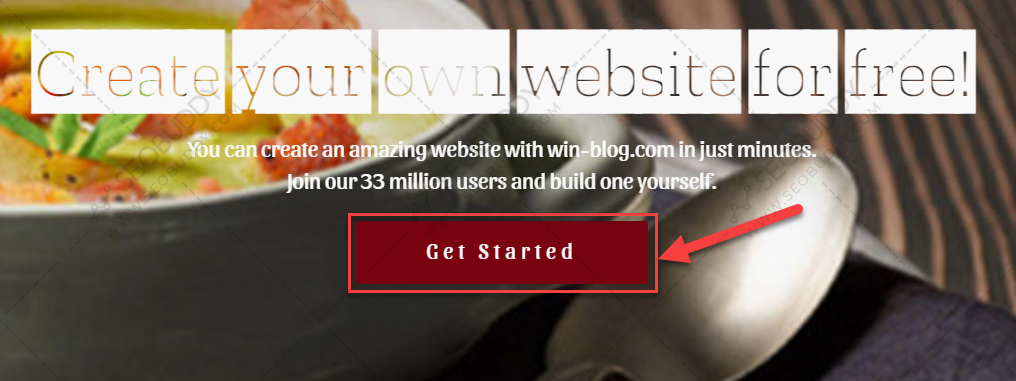 Create your own website for free!
You can create an amazing website with win-blog.com in just minutes.
Join our 33 million users and build one yourself.
Get Started